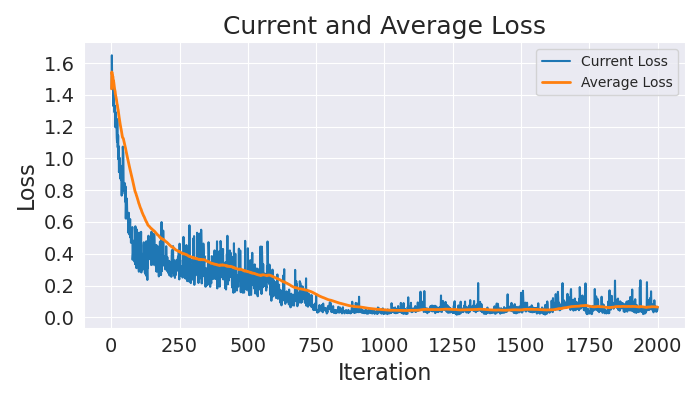 Current and Average Loss
Current Loss
Average Loss
Loss
1.6
1.4
1.2
1.0
0.8
0.6
0.4
0.2
0.0
0 250 500 750 1000 1250 1500 1750 2000
Iteration